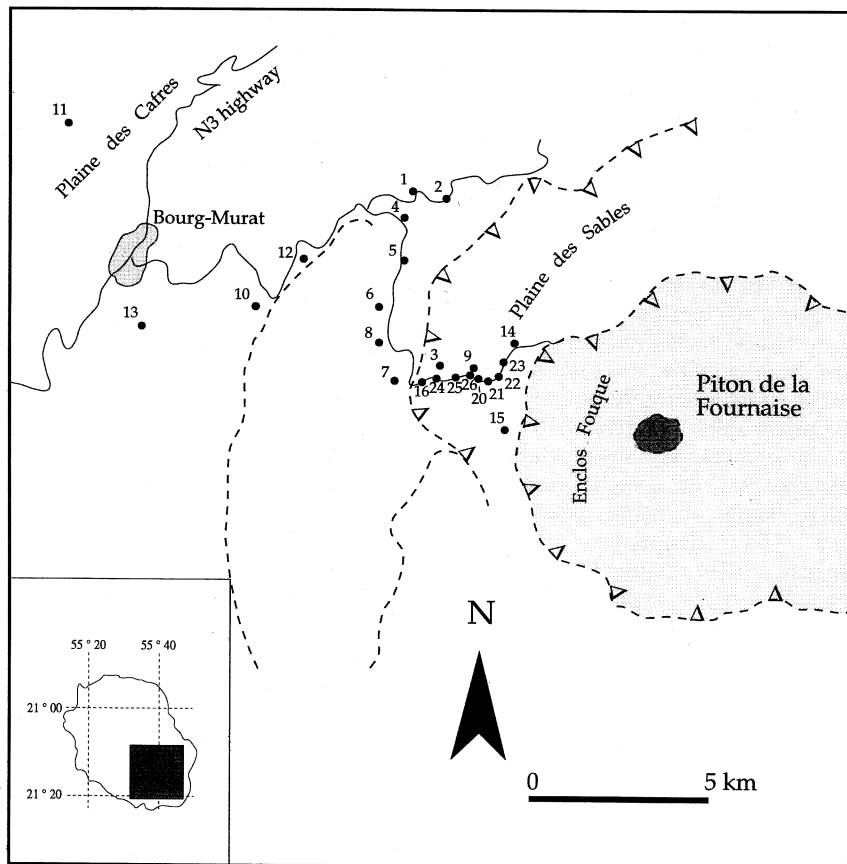 11
Plaine des Cafres
N3 highway
1
2
4
Bourg-Murat
5
12
Plaine des Sables
10
6
13
8
14
3
9
23
7
16
24
25
26
20
21
22
15
Piton de la
Fournaise
Enclos Fouque
N
55 ° 20
55 ° 40
21 ° 00
21 ° 20
0
5 km